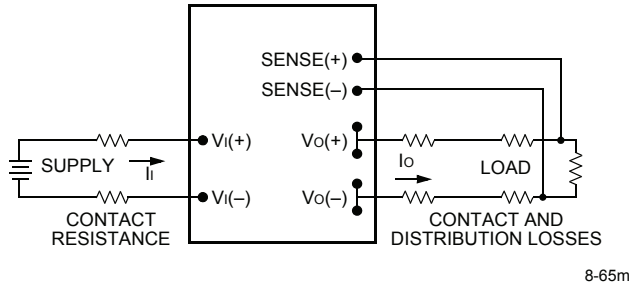 SENSE(+)
SENSE(–)
VI(+)
VO(+)
SUPPLY
II
IO
LOAD
VI(–)
VO(–)
CONTACT
RESISTANCE
CONTACT AND
DISTRIBUTION LOSSES
8-65m